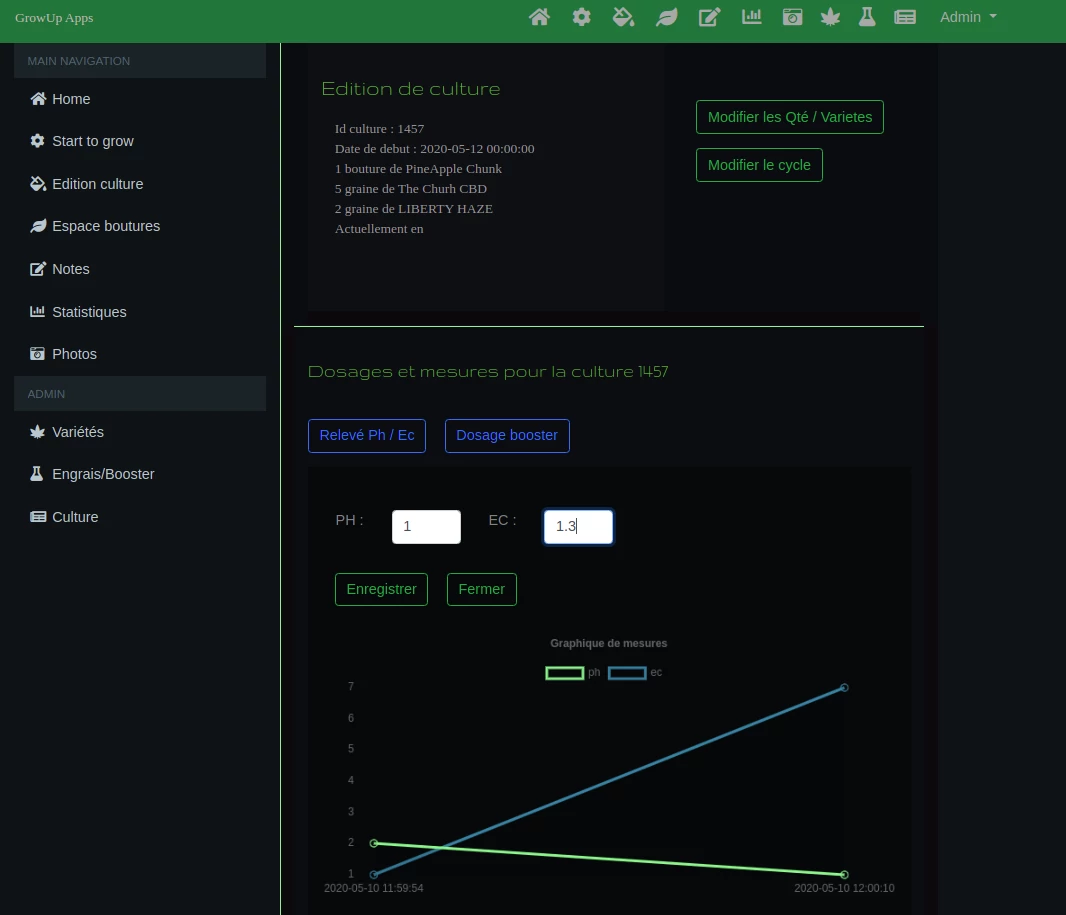 GrowUp Apps
Admin
MAIN NAVIGATION
Home
Start to grow
Edition culture
Espace boutures
Notes
Statistiques
Photos
ADMIN
Variétés
Engrais/Booster
Culture
Edition de culture
Id culture : 1457
Date de debut : 2020-05-12 00:00:00
1 bouture de PineApple Chunk
5 graine de The Churh CBD
2 graine de LIBERTY HAZE
Actuellement en
Modifier les Qté / Varietes
Modifier le cycle
Dosages et mesures pour la culture 1457
Relevé Ph / Ec
Dosage booster
PH :
1
EC :
1.3
Enregistrer
Fermer
Graphique de mesures
ph
ec
7
6
5
4
3
2
1
2020-05-10 11:59:54
2020-05-10 12:00:10